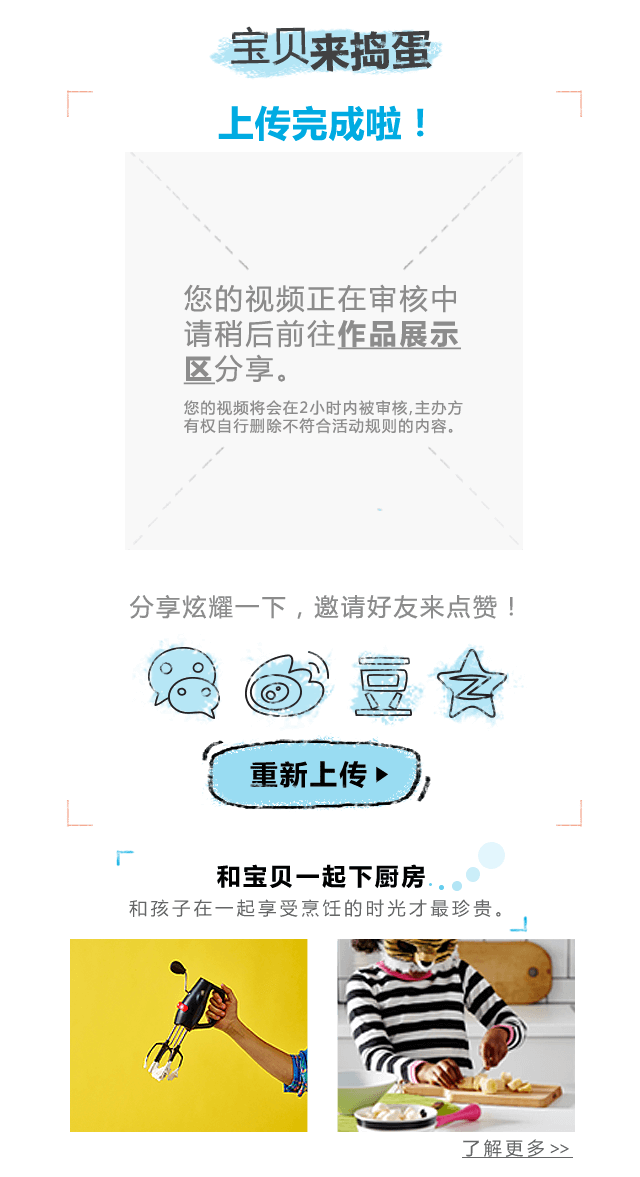 宝贝来捣蛋
上传完成啦！
您的视频正在审核中
请稍后前往作品展示
区分享。
您的视频将会在2小时内被审核,主办方
有权自行删除不符合活动规则的内容。
分享炫耀一下，邀请好友来点赞！
豆
重新上传
和宝贝一起下厨房
和孩子在一起享受烹饪的时光才最珍贵。
了解更多>>